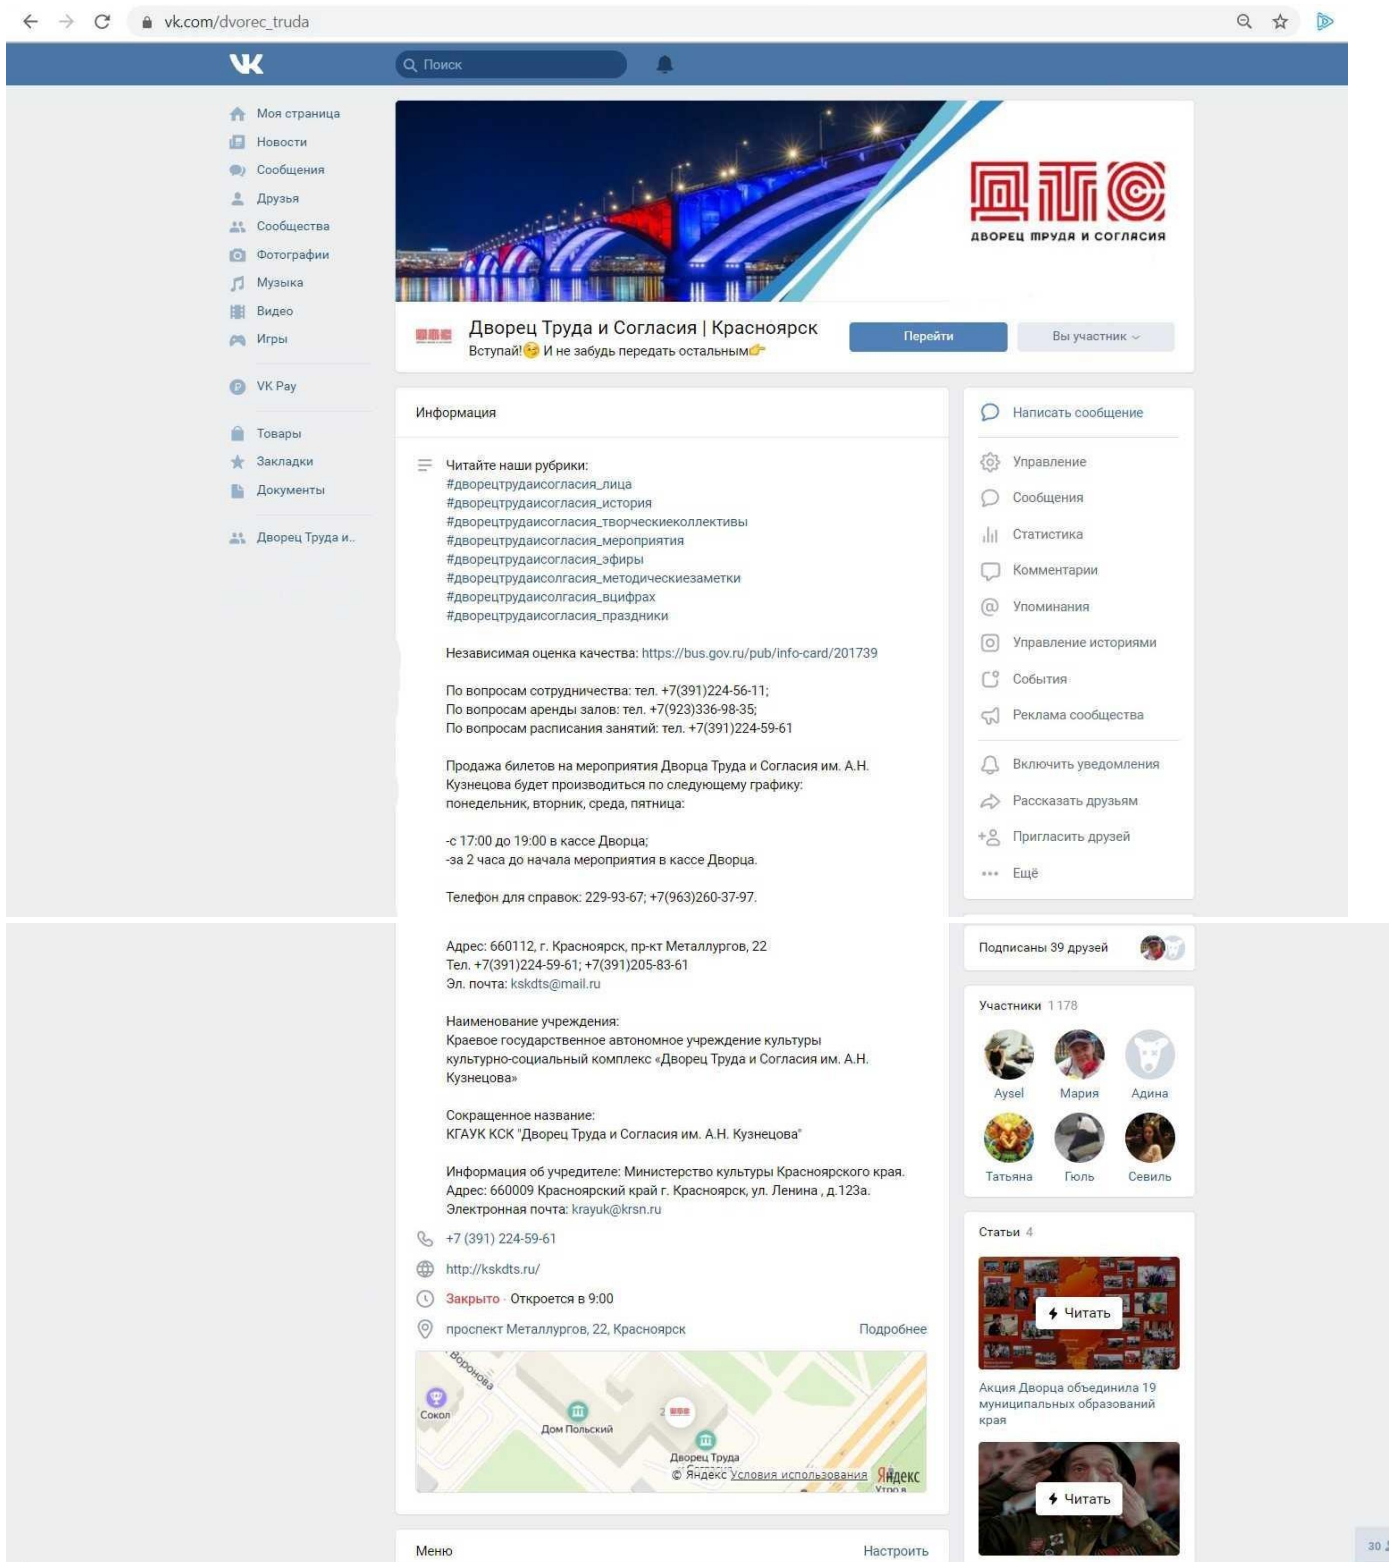 vk.com/dvorec_truda
Поиск
Моя страница
Новости
Сообщения
Друзья
Сообщества
Фотографии
Музыка
Видео
Игры
VK Pay
Товары
Закладки
Документы
Дворец Труда и..
ДТС
ДВОРЕЦ ТРУДА И СОГЛАСИЯ
Дворец Труда и Согласия | Красноярск
Вступай!😏 И не забудь передать остальным👉
Перейти
Вы участник
Информация
Читайте наши рубрики:
#дворецтрудаисогласия_лица
#дворецтрудаисогласия_история
#дворецтрудаисогласия_творческиеколлективы
#дворецтрудаисогласия_мероприятия
#дворецтрудаисогласия_эфиры
#дворецтрудаисолгасия_методическиезаметки
#дворецтрудаисолгасия_вцифрах
#дворецтрудаисогласия_праздники
Независимая оценка качества: https://bus.gov.ru/pub/info-card/201739
По вопросам сотрудничества: тел. +7(391)224-56-11;
По вопросам аренды залов: тел. +7(923)336-98-35;
По вопросам расписания занятий: тел. +7(391)224-59-61
Продажа билетов на мероприятия Дворца Труда и Согласия им. А.Н.
Кузнецова будет производиться по следующему графику:
понедельник, вторник, среда, пятница:
-с 17:00 до 19:00 в кассе Дворца;
-за 2 часа до начала мероприятия в кассе Дворца.
Телефон для справок: 229-93-67; +7(963)260-37-97.
Адрес: 660112, г. Красноярск, пр-кт Металлургов, 22
Тел. +7(391)224-59-61; +7(391)205-83-61
Эл. почта: kskdts@mail.ru
Наименование учреждения:
Краевое государственное автономное учреждение культуры
культурно-социальный комплекс «Дворец Труда и Согласия им. А.Н.
Кузнецова»
Сокращенное название:
КГАУК КСК "Дворец Труда и Согласия им. А.Н. Кузнецова"
Информация об учредителе: Министерство культуры Красноярского края.
Адрес: 660009 Красноярский край г. Красноярск, ул. Ленина , д.123а.
Электронная почта: krayuk@krsn.ru
+7 (391) 224-59-61
http://kskdts.ru/
Закрыто · Откроется в 9:00
проспект Металлургов, 22, Красноярск
Подробнее
Воронова
Сокол
Дом Польский
2
Дворец Труда
и Согласия
© Яндекс Условия использования Яндекс
Утро в
Меню
Настроить
Написать сообщение
Управление
Сообщения
Статистика
Комментарии
Упоминания
Управление историями
События
Реклама сообщества
Включить уведомления
Рассказать друзьям
Пригласить друзей
Ещё
Подписаны 39 друзей
Участники 1 178
Aysel Мария Адина
Татьяна Гюль Севиль
Статьи 4
Читать
Акция Дворца объединила 19
муниципальных образований
края
Читать
30